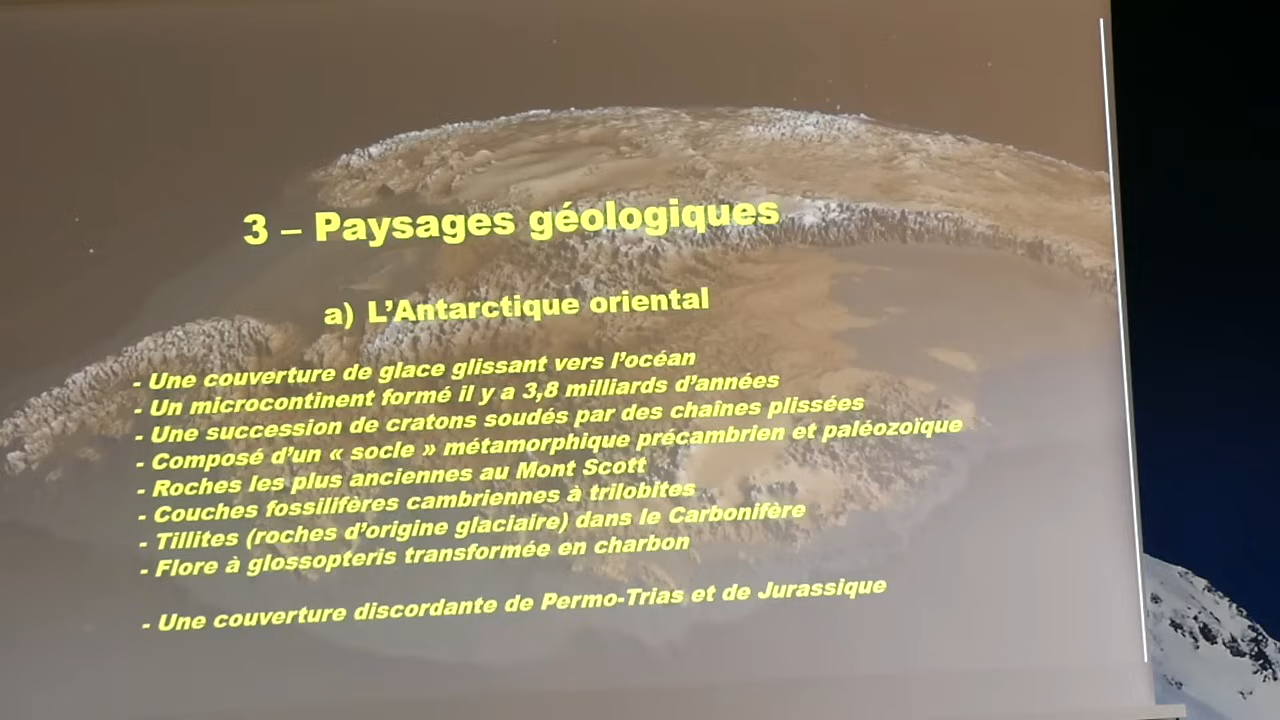 3 – Paysages géologiques
a) L'Antarctique oriental
- Une couverture de glace glissant vers l'océan
- Un microcontinent formé il y a 3,8 milliards d'années
- Une succession de cratons soudés par des chaînes plissées
- Composé d'un « socle » métamorphique précambrien et paléozoïque
- Roches les plus anciennes au Mont Scott
- Couches fossilifères cambriennes à trilobites
- Tillites (roches d'origine glaciaire) dans le Carbonifère
- Flore à glossopteris transformée en charbon
- Une couverture discordante de Permo-Trias et de Jurassique